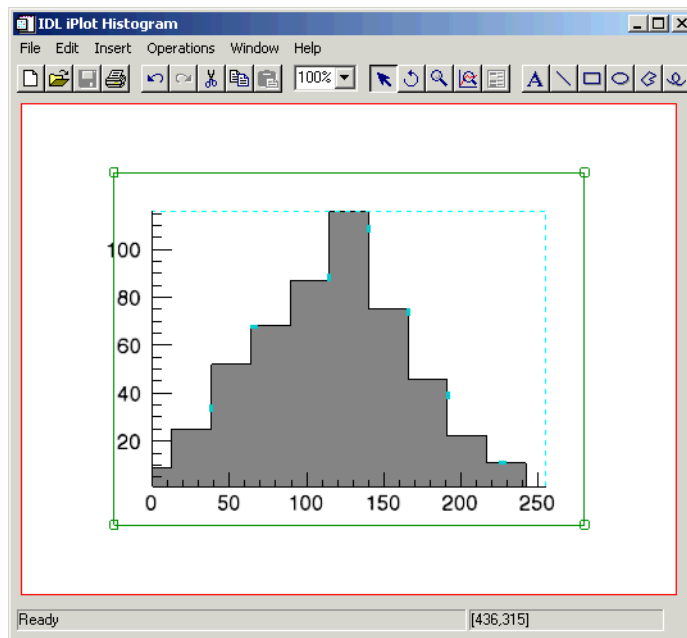 IDL iPlot Histogram
File Edit Insert Operations Window Help
100%
A
100
80
60
40
20
0 50 100 150 200 250
Ready [436,315]